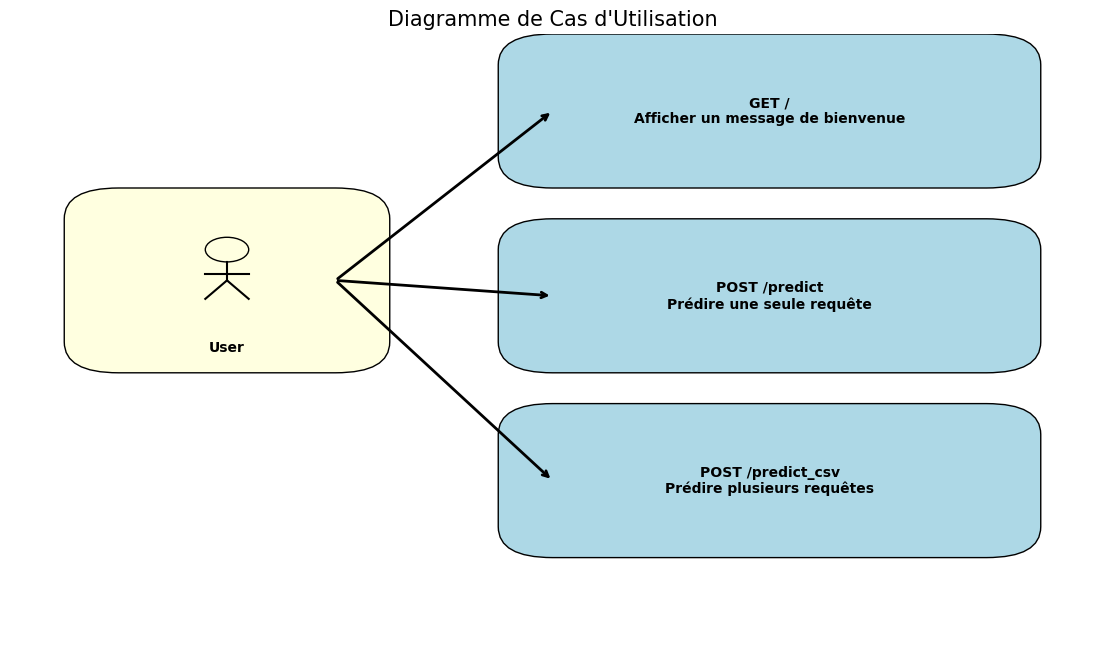 Diagramme de Cas d'Utilisation
GET /
Afficher un message de bienvenue
User
POST /predict
Prédire une seule requête
POST /predict_csv
Prédire plusieurs requêtes